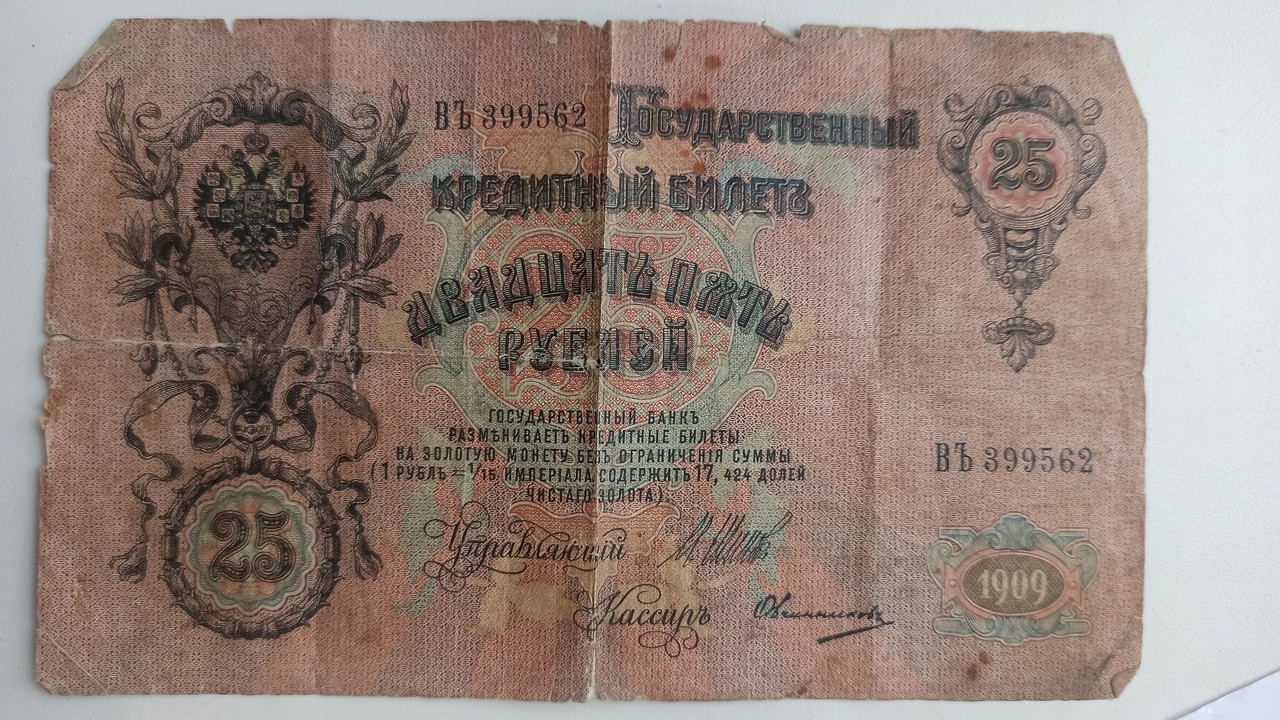 ВЪ 399562 ГОСУДАРСТВЕННЫЙ
КРЕДИТНЫЙ БИЛЕТЪ
25
ДВАДЦАТЬ ПЯТЬ
РУБЛЕЙ
ГОСУДАРСТВЕННЫЙ БАНКЪ
РАЗМѢНИВАЕТЪ КРЕДИТНЫЕ БИЛЕТЫ
НА ЗОЛОТУЮ МОНЕТУ БЕЗЪ ОГРАНИЧЕНІЯ СУММЫ
(1 РУБЛЬ = 1/15 ИМПЕРІАЛА, СОДЕРЖИТЪ 17, 424 ДОЛЕЙ
ЧИСТАГО ЗОЛОТА).
ВЪ 399562
25
Управляющій
Кассиръ Овчинниковъ
1909
25